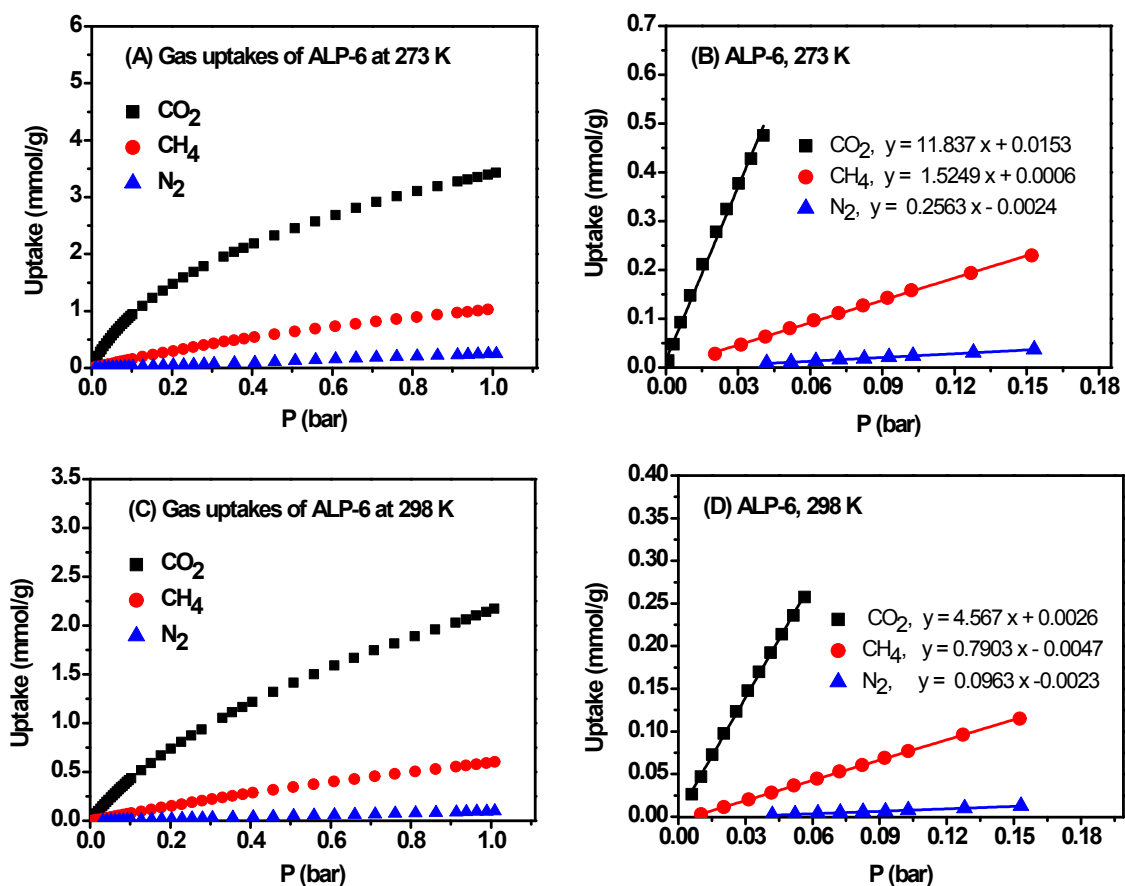 (A) Gas uptakes of ALP-6 at 273 K
CO2
CH4
N2
Uptake (mmol/g)
6
5
4
3
2
1
0
0.0 0.2 0.4 0.6 0.8 1.0
P (bar)
(B) ALP-6, 273 K
CO2, y = 11.837 x + 0.0153
CH4, y = 1.5249 x + 0.0006
N2, y = 0.2563 x - 0.0024
Uptake (mmol/g)
0.7
0.6
0.5
0.4
0.3
0.2
0.1
0.0
0.00 0.03 0.06 0.09 0.12 0.15 0.18
P (bar)
(C) Gas uptakes of ALP-6 at 298 K
CO2
CH4
N2
Uptake (mmol/g)
3.5
3.0
2.5
2.0
1.5
1.0
0.5
0.0
0.0 0.2 0.4 0.6 0.8 1.0
P (bar)
(D) ALP-6, 298 K
CO2, y = 4.567 x + 0.0026
CH4, y = 0.7903 x - 0.0047
N2, y = 0.0963 x -0.0023
Uptake (mmol/g)
0.40
0.35
0.30
0.25
0.20
0.15
0.10
0.05
0.00
0.00 0.03 0.06 0.09 0.12 0.15 0.18
P (bar)